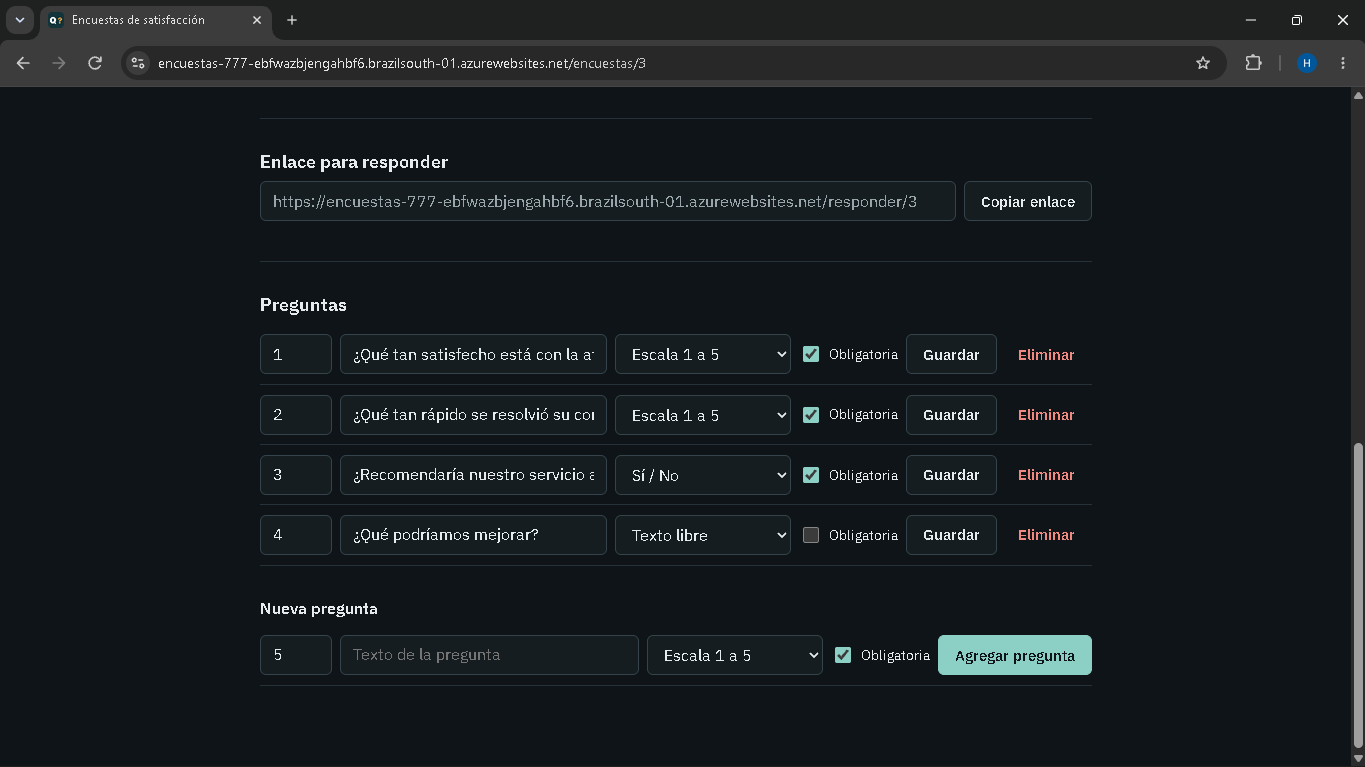 Encuestas de satisfacción
encuestas-777-ebfwazbjengahbf6.brazilsouth-01.azurewebsites.net/encuestas/3
H
Enlace para responder
https://encuestas-777-ebfwazbjengahbf6.brazilsouth-01.azurewebsites.net/responder/3 Copiar enlace
Preguntas
1 ¿Qué tan satisfecho está con la Escala 1 a 5 Obligatoria Guardar Eliminar
2 ¿Qué tan rápido se resolvió su Escala 1 a 5 Obligatoria Guardar Eliminar
3 ¿Recomendaría nuestro servicio a Sí / No Obligatoria Guardar Eliminar
4 ¿Qué podríamos mejorar? Texto libre Obligatoria Guardar Eliminar
Nueva pregunta
5 Texto de la pregunta Escala 1 a 5 Obligatoria Agregar pregunta